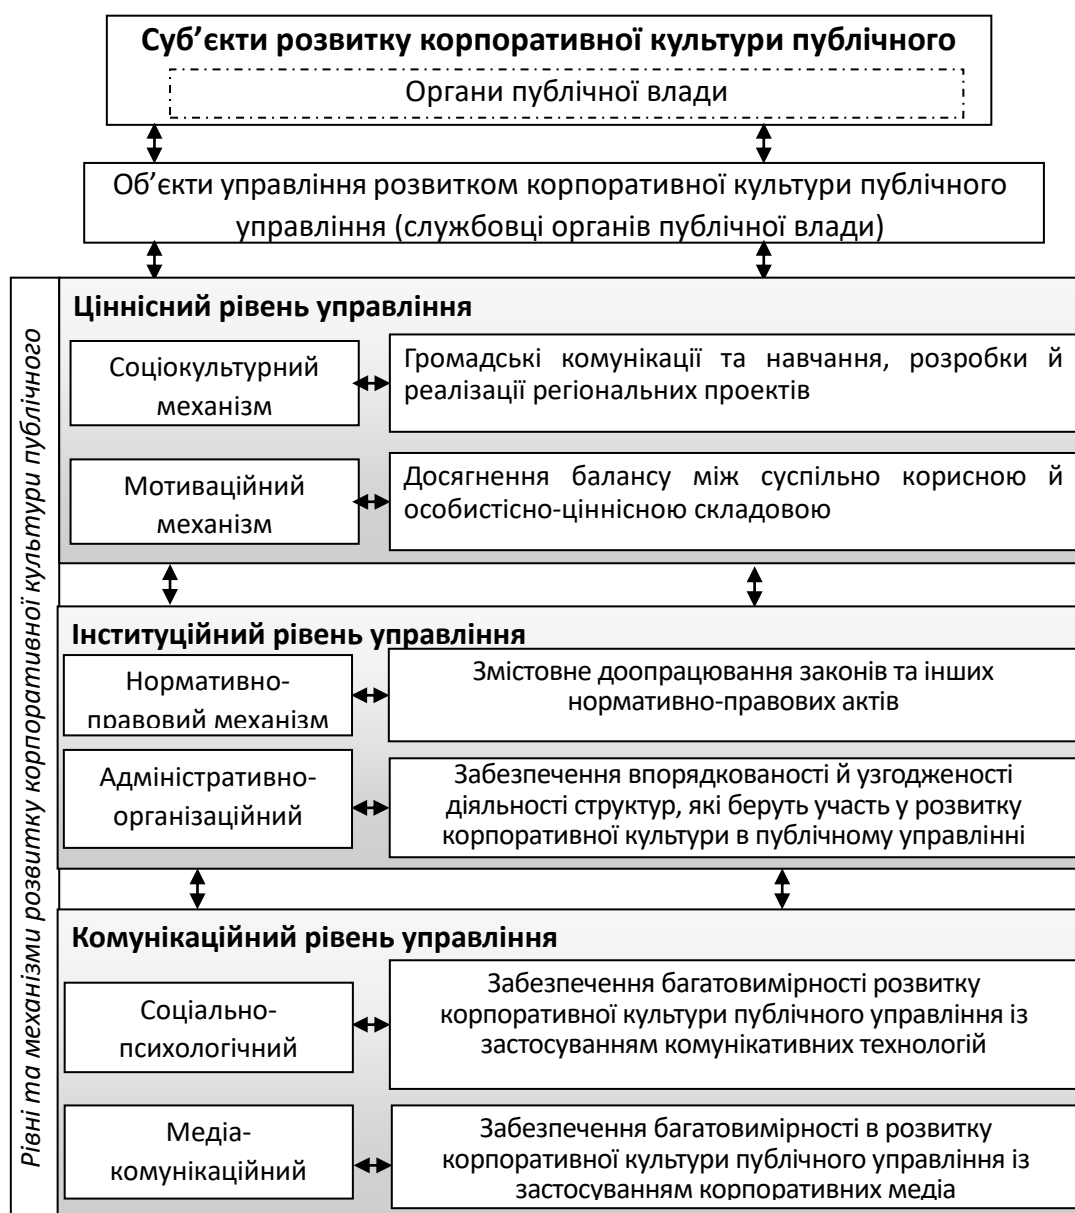 Суб’єкти розвитку корпоративної культури публічного
Органи публічної влади
Об’єкти управління розвитком корпоративної культури публічного
управління (службовці органів публічної влади)
Рівні та механізми розвитку корпоративної культури публічного
Ціннісний рівень управління
Соціокультурний
механізм
Громадські комунікації та навчання, розробки й
реалізації регіональних проектів
Мотиваційний
механізм
Досягнення балансу між суспільно корисною й
особистісно-ціннісною складовою
Інституційний рівень управління
Нормативно-
правовий механізм
Змістовне доопрацювання законів та інших
нормативно-правових актів
Адміністративно-
організаційний
Забезпечення впорядкованості й узгодженості
діяльності структур, які беруть участь у розвитку
корпоративної культури в публічному управлінні
Комунікаційний рівень управління
Соціально-
психологічний
Забезпечення багатовимірності розвитку
корпоративної культури публічного управління із
застосуванням комунікативних технологій
Медіа-
комунікаційний
Забезпечення багатовимірності в розвитку
корпоративної культури публічного управління із
застосуванням корпоративних медіа